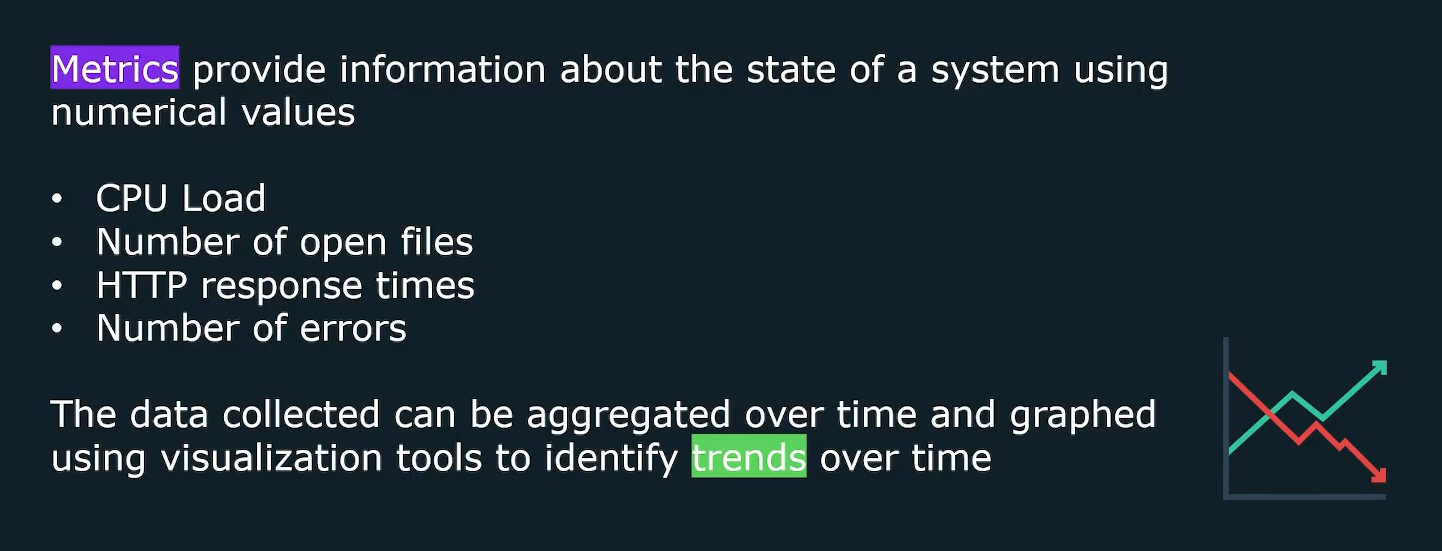 Metrics provide information about the state of a system using
numerical values
• CPU Load
• Number of open files
• HTTP response times
• Number of errors
The data collected can be aggregated over time and graphed
using visualization tools to identify trends over time